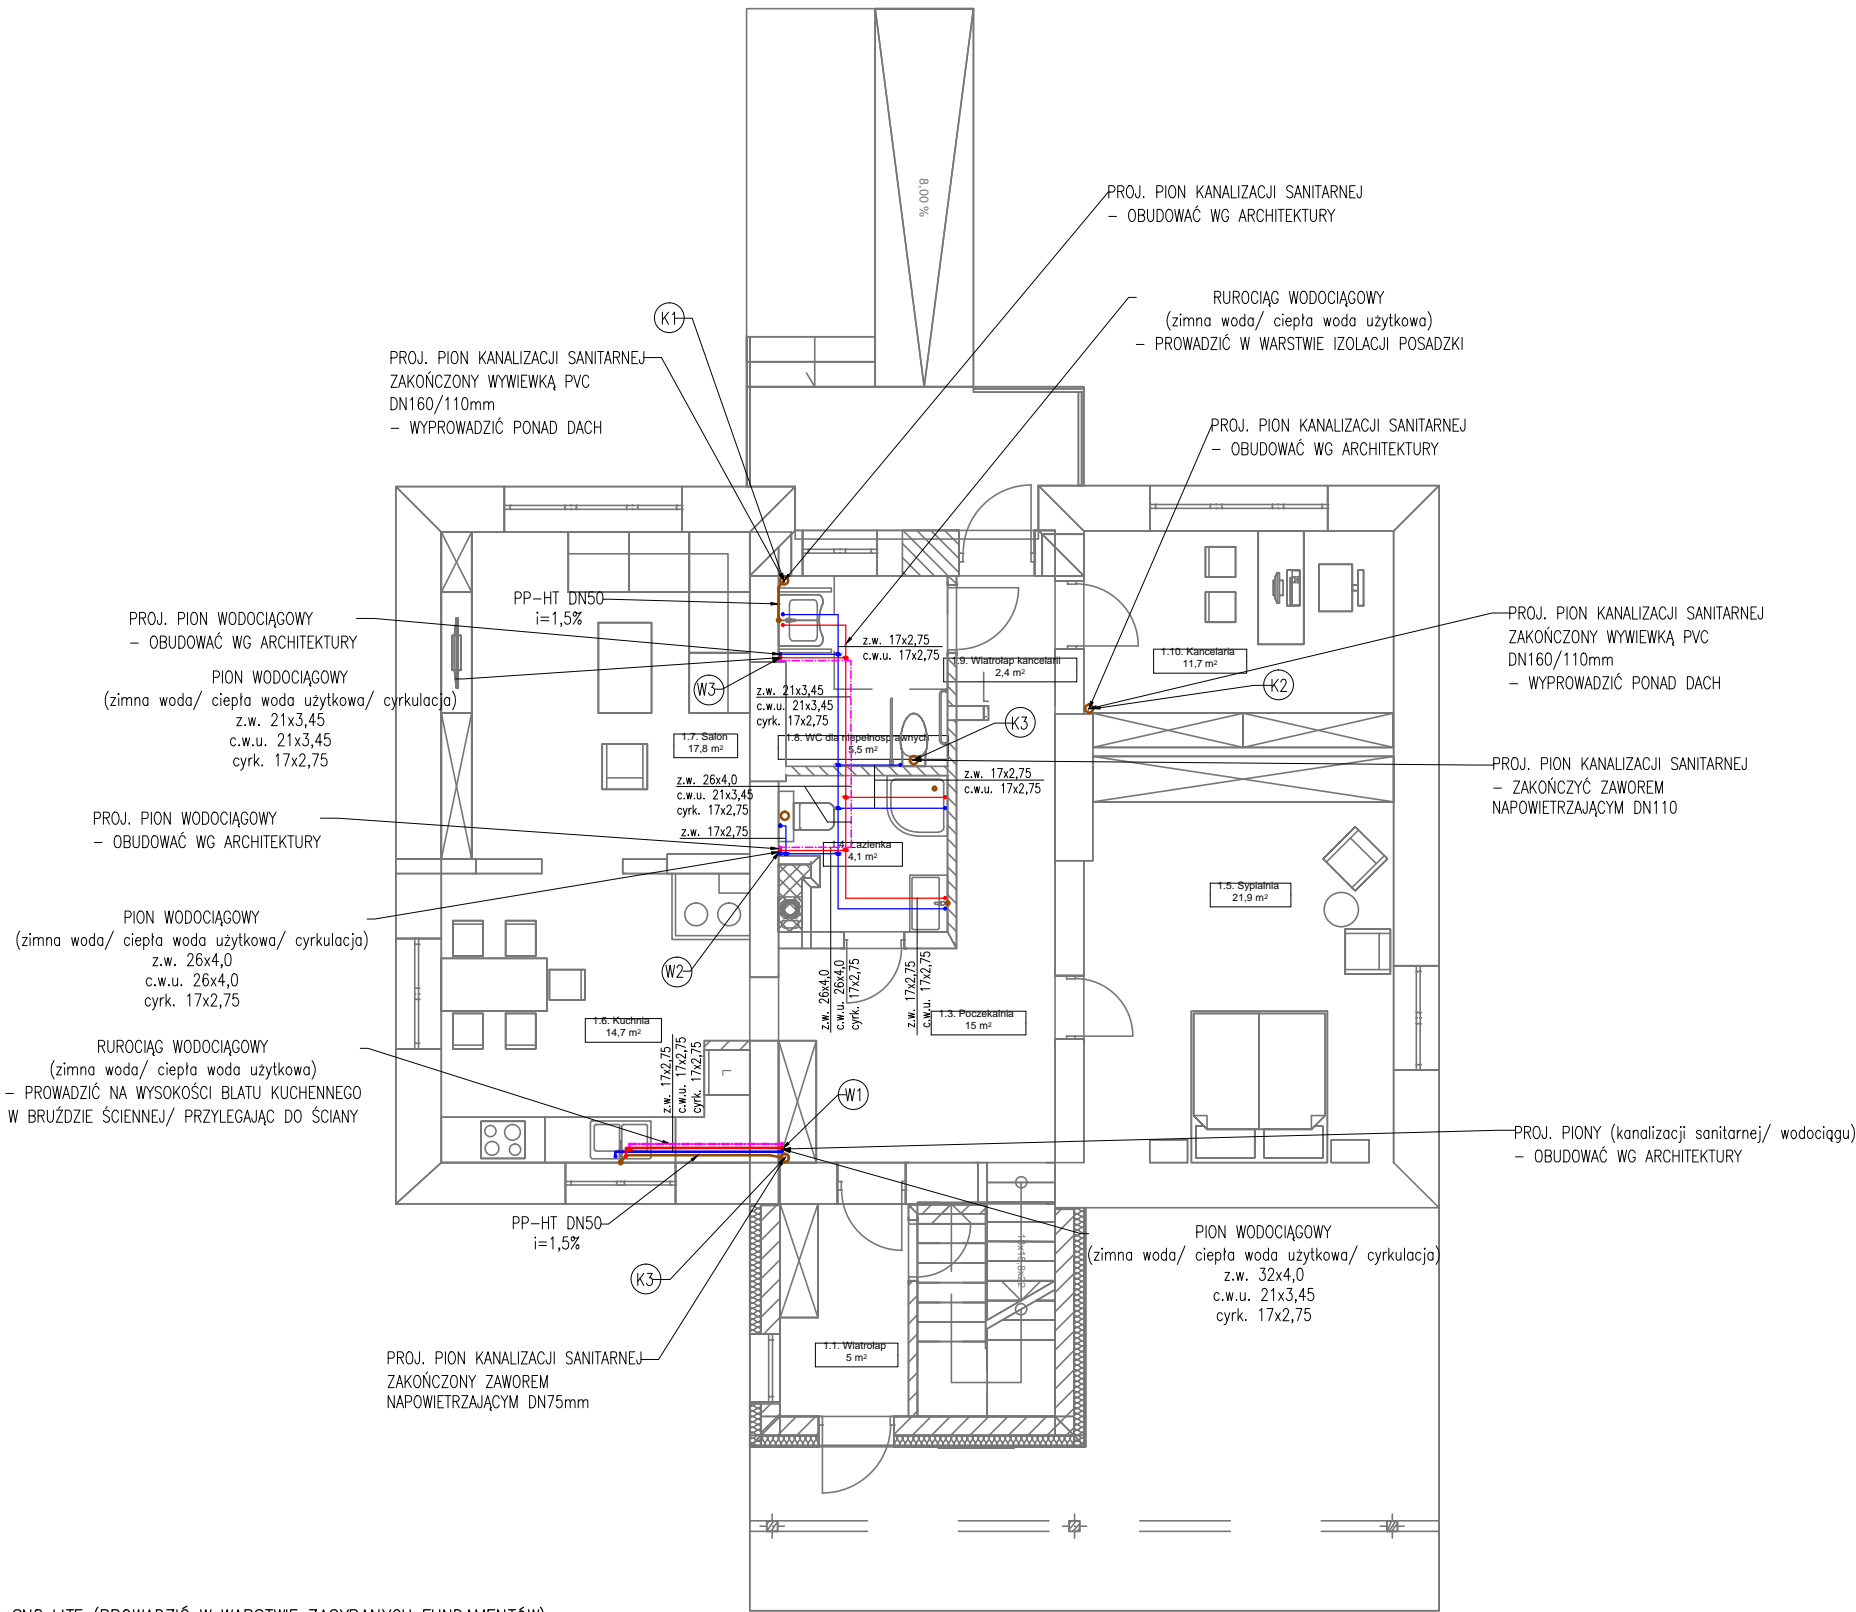 8,00 %
PROJ. PION KANALIZACJI SANITARNEJ
– OBUDOWAĆ WG ARCHITEKTURY
RUROCIĄG WODOCIĄGOWY
(zimna woda/ ciepła woda użytkowa)
– PROWADZIĆ W WARSTWIE IZOLACJI POSADZKI
K1
PROJ. PION KANALIZACJI SANITARNEJ
ZAKOŃCZONY WYWIEWKĄ PVC
DN160/110mm
– WYPROWADZIĆ PONAD DACH
PROJ. PION KANALIZACJI SANITARNEJ
– OBUDOWAĆ WG ARCHITEKTURY
PP–HT DN50
i=1,5%
PROJ. PION WODOCIĄGOWY
– OBUDOWAĆ WG ARCHITEKTURY
PION WODOCIĄGOWY
(zimna woda/ ciepła woda użytkowa/ cyrkulacja)
z.w. 21x3,45
c.w.u. 21x3,45
cyrk. 17x2,75
z.w. 17x2,75
c.w.u. 17x2,75
1.9. Wiatrołap kancelarii
2,4 m²
1.10. Kancelaria
11,7 m²
PROJ. PION KANALIZACJI SANITARNEJ
ZAKOŃCZONY WYWIEWKĄ PVC
DN160/110mm
– WYPROWADZIĆ PONAD DACH
K2
W3
z.w. 21x3,45
c.w.u. 21x3,45
cyrk. 17x2,75
K3
1.7. Salon
17,8 m²
1.8. WC dla niepełnosprawnych
5,5 m²
PROJ. PION KANALIZACJI SANITARNEJ
– ZAKOŃCZYĆ ZAWOREM
NAPOWIETRZAJĄCYM DN110
z.w. 26x4,0
c.w.u. 21x3,45
cyrk. 17x2,75
z.w. 17x2,75
c.w.u. 17x2,75
z.w. 17x2,75
PROJ. PION WODOCIĄGOWY
– OBUDOWAĆ WG ARCHITEKTURY
1.4. Łazienka
4,1 m²
1.5. Sypialnia
21,9 m²
PION WODOCIĄGOWY
(zimna woda/ ciepła woda użytkowa/ cyrkulacja)
z.w. 26x4,0
c.w.u. 26x4,0
cyrk. 17x2,75
W2
z.w. 26x4,0
c.w.u. 26x4,0
cyrk. 17x2,75
z.w. 17x2,75
c.w.u. 17x2,75
1.6. Kuchnia
14,7 m²
1.3. Poczekalnia
15 m²
RUROCIĄG WODOCIĄGOWY
(zimna woda/ ciepła woda użytkowa)
– PROWADZIĆ NA WYSOKOŚCI BLATU KUCHENNEGO
W BRUŹDZIE ŚCIENNEJ/ PRZYLEGAJĄC DO ŚCIANY
z.w. 17x2,75
c.w.u. 17x2,75
cyrk. 17x2,75
L
W1
PROJ. PIONY (kanalizacji sanitarnej/ wodociągu)
– OBUDOWAĆ WG ARCHITEKTURY
PP–HT DN50
i=1,5%
K3
PION WODOCIĄGOWY
(zimna woda/ ciepła woda użytkowa/ cyrkulacja)
z.w. 32x4,0
c.w.u. 21x3,45
cyrk. 17x2,75
1.1. Wiatrołap
5 m²
PROJ. PION KANALIZACJI SANITARNEJ
ZAKOŃCZONY ZAWOREM
NAPOWIETRZAJĄCYM DN75mm
LITE (PROWADZIĆ W WARSTWIE ZASYPANYCH FUNDAMENTÓW)